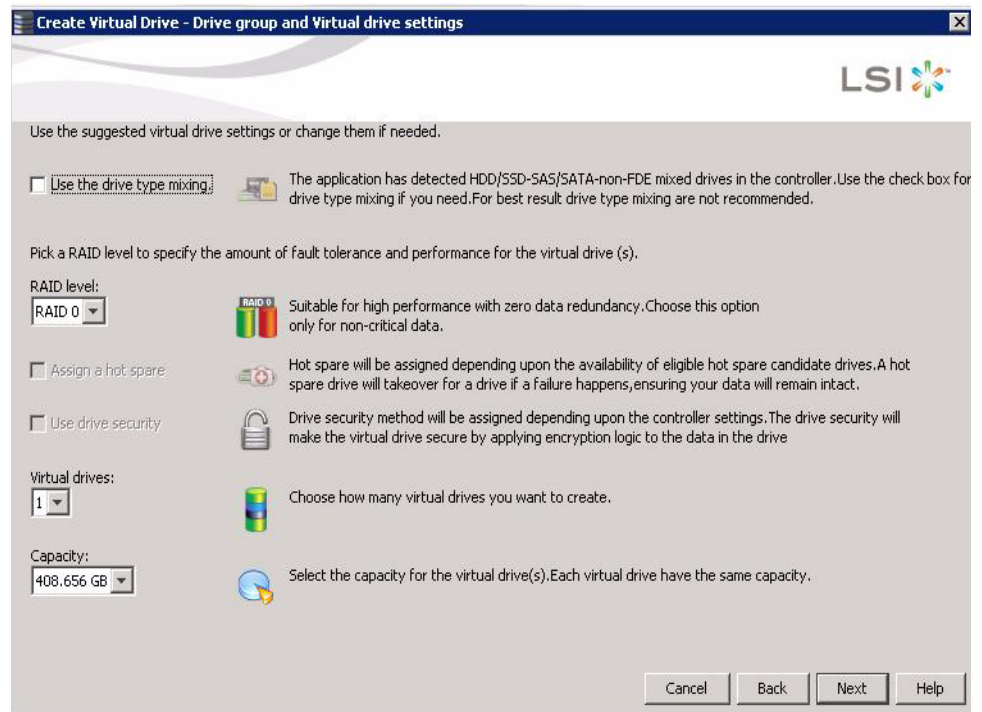 Create Virtual Drive - Drive group and Virtual drive settings
LSI
Use the suggested virtual drive settings or change them if needed.
Use the drive type mixing.
The application has detected HDD/SSD-SAS/SATA-non-FDE mixed drives in the controller.Use the check box for
drive type mixing if you need.For best result drive type mixing are not recommended.
Pick a RAID level to specify the amount of fault tolerance and performance for the virtual drive (s).
RAID level:
RAID 0
RAID 0
Suitable for high performance with zero data redundancy.Choose this option
only for non-critical data.
Assign a hot spare
Hot spare will be assigned depending upon the availability of eligible hot spare candidate drives.A hot
spare drive will takeover for a drive if a failure happens,ensuring your data will remain intact.
Use drive security
Drive security method will be assigned depending upon the controller settings.The drive security will
make the virtual drive secure by applying encryption logic to the data in the drive
Virtual drives:
1
Choose how many virtual drives you want to create.
Capacity:
408.656 GB
Select the capacity for the virtual drive(s).Each virtual drive have the same capacity.
Cancel
Back
Next
Help